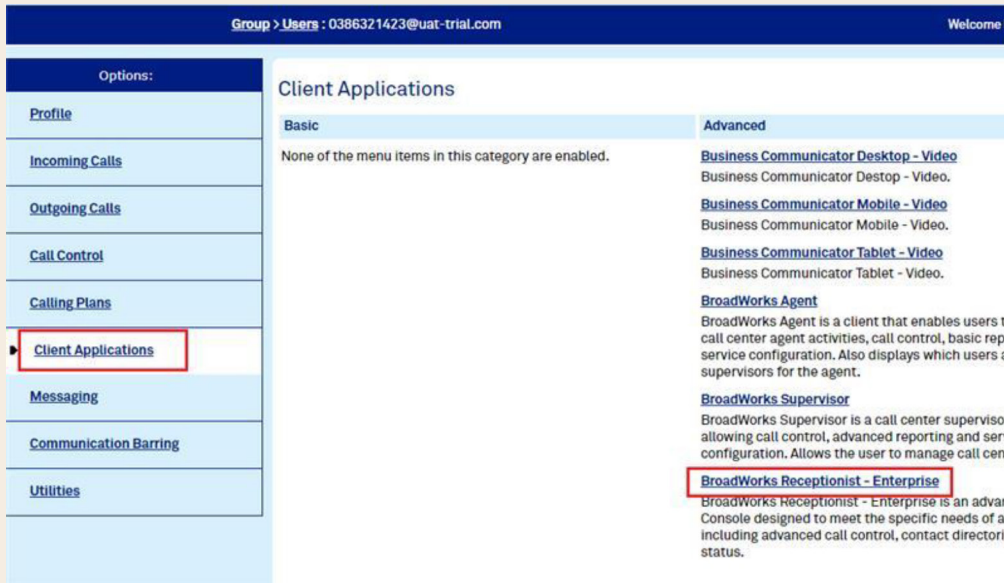 Group > Users : 0386321423@uat-trial.com
Welcome
Options:
Profile
Incoming Calls
Outgoing Calls
Call Control
Calling Plans
Client Applications
Messaging
Communication Barring
Utilities
Client Applications
Basic
None of the menu items in this category are enabled.
Advanced
Business Communicator Desktop - Video
Business Communicator Destop - Video.
Business Communicator Mobile - Video
Business Communicator Mobile - Video.
Business Communicator Tablet - Video
Business Communicator Tablet - Video.
BroadWorks Agent
BroadWorks Agent is a client that enables users
call center agent activities, call control, basic
service configuration. Also displays which users
supervisors for the agent.
BroadWorks Supervisor
BroadWorks Supervisor is a call center
allowing call control, advanced reporting and
configuration. Allows the user to manage call
BroadWorks Receptionist - Enterprise
BroadWorks Receptionist - Enterprise is an
Console designed to meet the specific needs of
including advanced call control, contact
status.